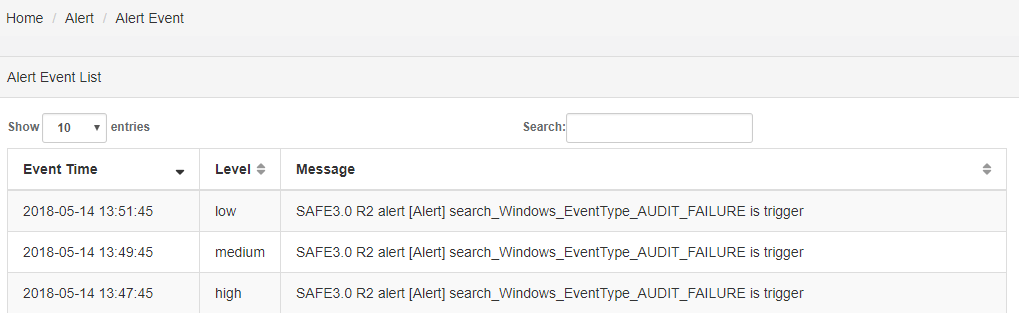 Home / Alert / Alert Event
Alert Event List
Show 10 entries Search:
Event Time Level Message
2018-05-14 13:51:45 low SAFE3.0 R2 alert [Alert] search_Windows_EventType_AUDIT_FAILURE is trigger
2018-05-14 13:49:45 medium SAFE3.0 R2 alert [Alert] search_Windows_EventType_AUDIT_FAILURE is trigger
2018-05-14 13:47:45 high SAFE3.0 R2 alert [Alert] search_Windows_EventType_AUDIT_FAILURE is trigger